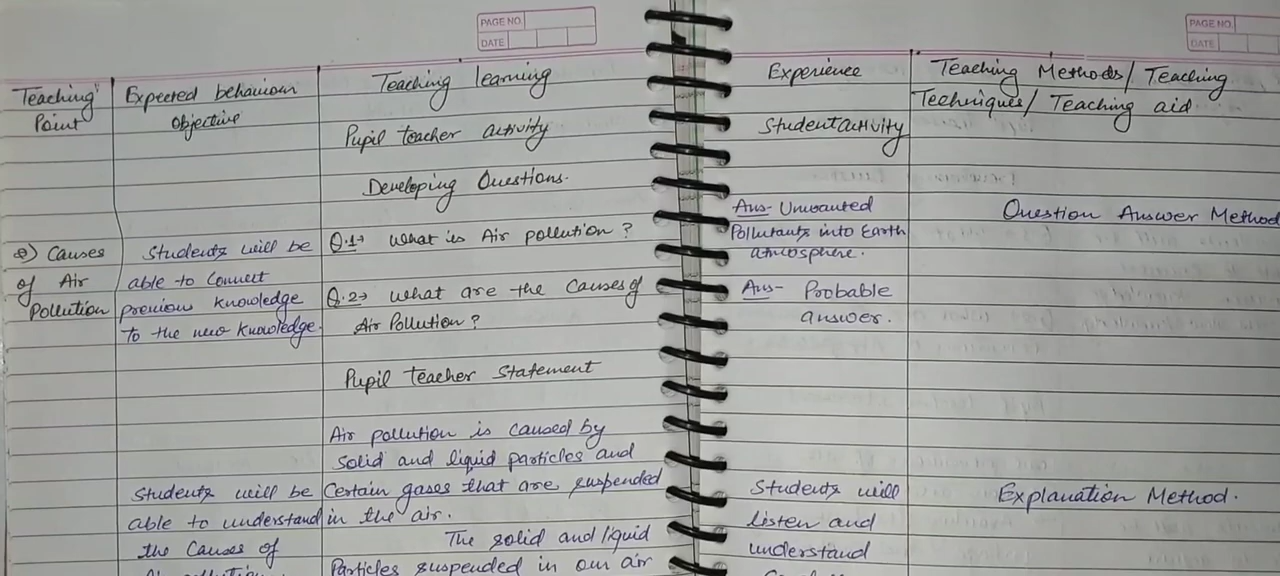 PAGE NO.
DATE
PAGE NO.
DATE
Teaching Point
Expected behaviour objective
Teaching learning
Experience
Teaching Methods/ Teaching
Techniques/ Teaching aid
Pupil teacher activity
Student activity
Developing Questions.
e) Causes
of Air
Pollution
Students will be
able to connect
previous knowledge
to the new knowledge.
Q.1→ What is Air pollution?
Q.2→ What are the causes of
Air Pollution?
Ans- Unwanted
Pollutants into Earth
atmosphere.
Ans- Probable
answer.
Question Answer Method
Pupil teacher Statement
Students will be
able to understand
the causes of
Air pollution is caused by
solid and liquid particles and
Certain gases that are suspended
in the air.
The solid and liquid
Particles suspended in our air
Students will
listen and
understand
Explanation Method.